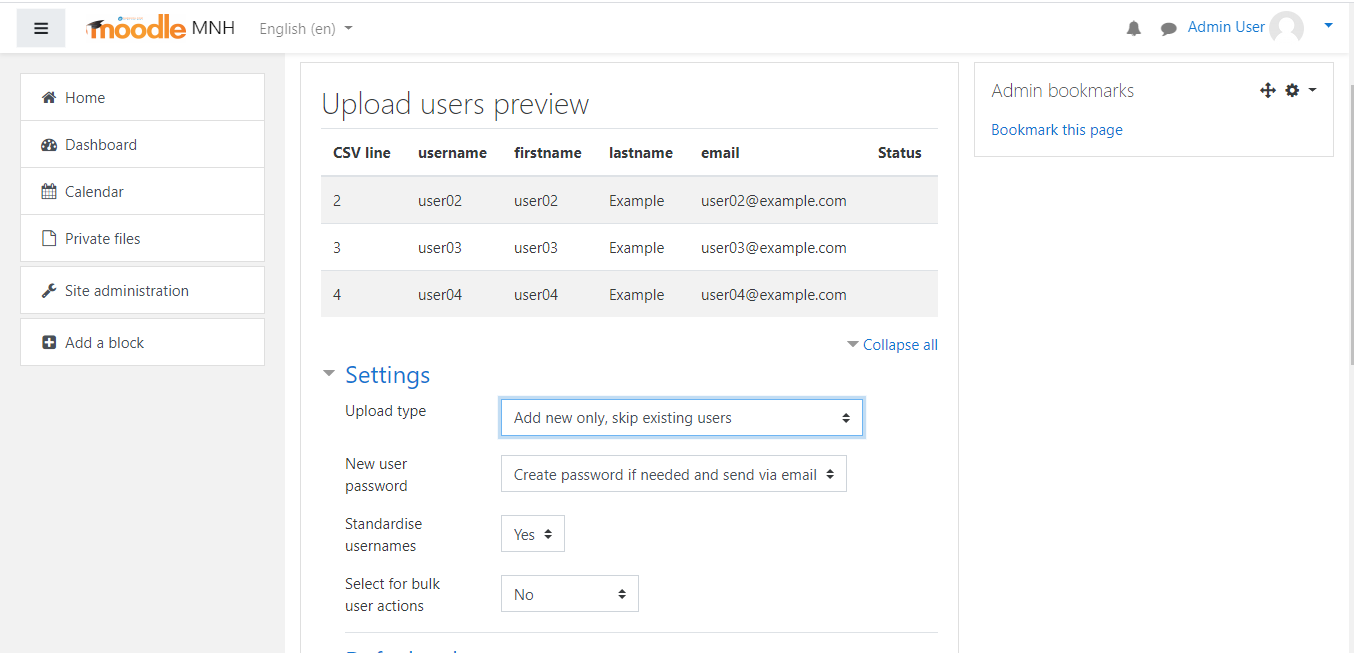 moodle MNH English (en)
Admin User
Home
Dashboard
Calendar
Private files
Site administration
Add a block
Upload users preview
CSV line username firstname lastname email Status
2 user02 user02 Example user02@example.com
3 user03 user03 Example user03@example.com
4 user04 user04 Example user04@example.com
Collapse all
Settings
Upload type Add new only, skip existing users
New user
password
Create password if needed and send via email
Standardise
usernames
Yes
Select for bulk
user actions
No
Admin bookmarks
Bookmark this page